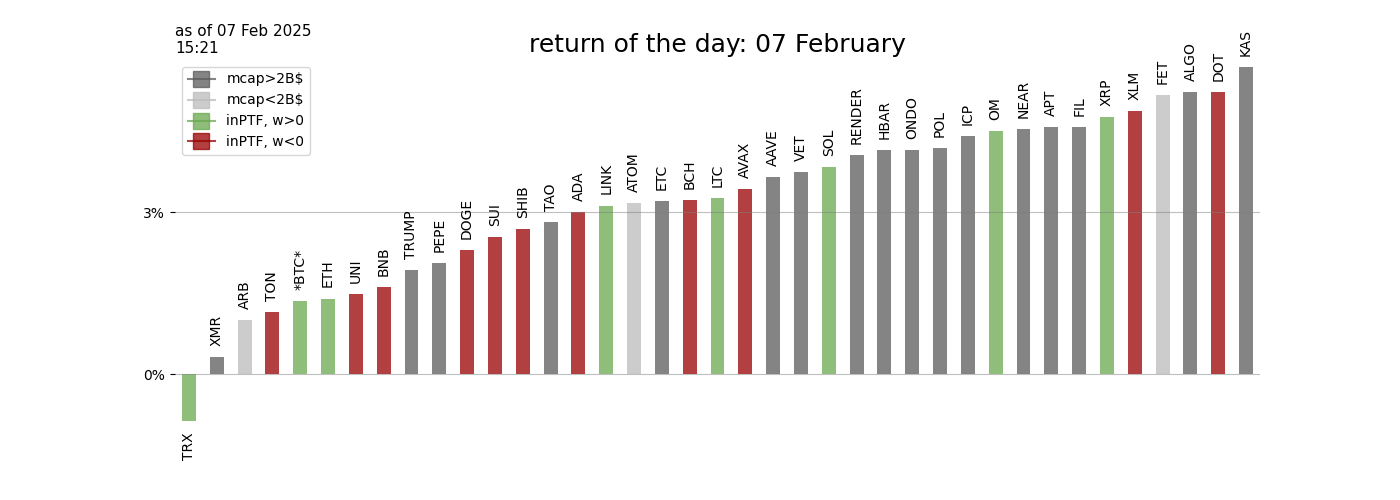 as of 07 Feb 2025
15:21
return of the day: 07 February
mcap>2B$
mcap<2B$
inPTF, w>0
inPTF, w<0
3%
0%
TRX
XMR
ARB
TON
*BTC*
ETH
UNI
BNB
TRUMP
PEPE
DOGE
SUI
SHIB
TAO
ADA
LINK
ATOM
ETC
BCH
LTC
AVAX
AAVE
VET
SOL
RENDER
HBAR
ONDO
POL
ICP
OM
NEAR
APT
FIL
XRP
XLM
FET
ALGO
DOT
KAS